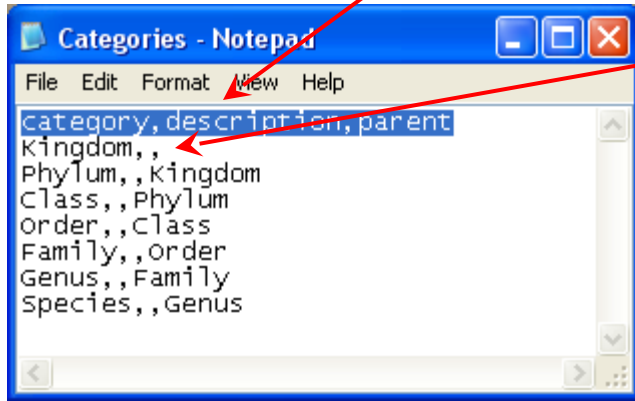 Categories - Notepad
File Edit Format View Help
category,description,parent
Kingdom,,
Phylum,,Kingdom
Class,,Phylum
Order,,Class
Family,,Order
Genus,,Family
Species,,Genus